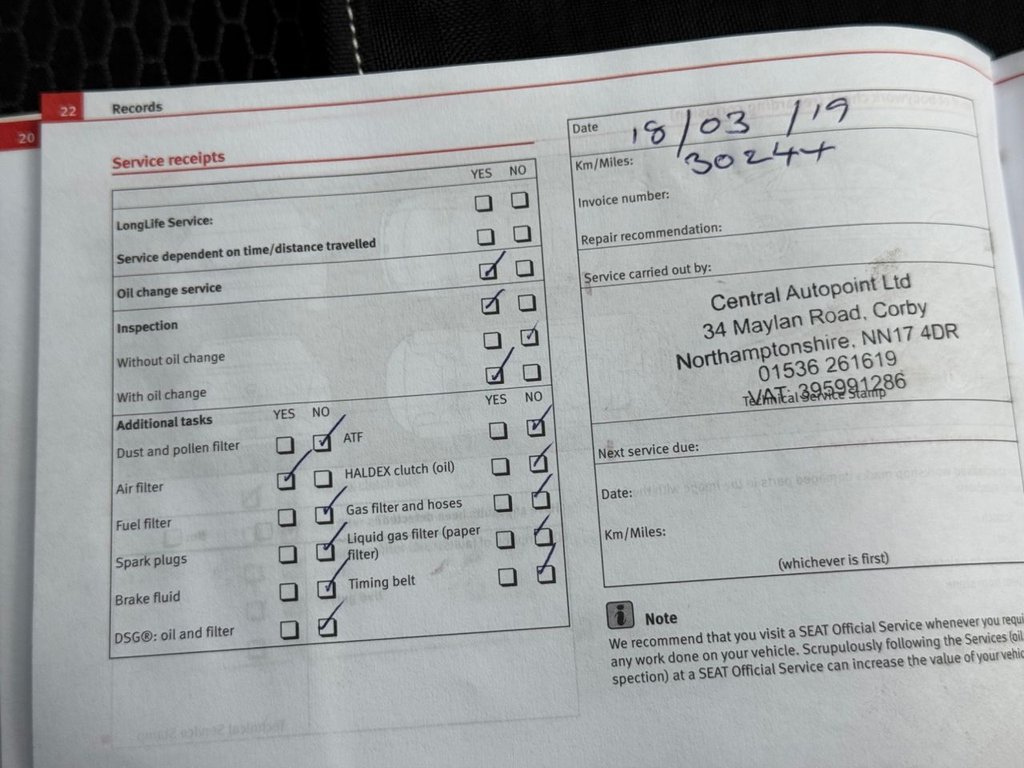 20
22 Records
Service receipts
YES NO
LongLife Service:
Service dependent on time/distance travelled
Oil change service
Inspection
Without oil change
With oil change
Additional tasks YES NO YES NO
Dust and pollen filter ATF
Air filter HALDEX clutch (oil)
Fuel filter Gas filter and hoses
Spark plugs Liquid gas filter (paper
filter)
Brake fluid Timing belt
DSG®: oil and filter
Date 18/03/19
Km/Miles: 30244
Invoice number:
Repair recommendation:
Service carried out by:
Central Autopoint Ltd
34 Maylan Road, Corby
Northamptonshire, NN17 4DR
01536 261619
VAT: 395991286
Technical Service Stamp
Next service due:
Date:
Km/Miles:
(whichever is first)
Note
We recommend that you visit a SEAT Official Service whenever you requi
any work done on your vehicle. Scrupulously following the Services (oil
spection) at a SEAT Official Service can increase the value of your vehic